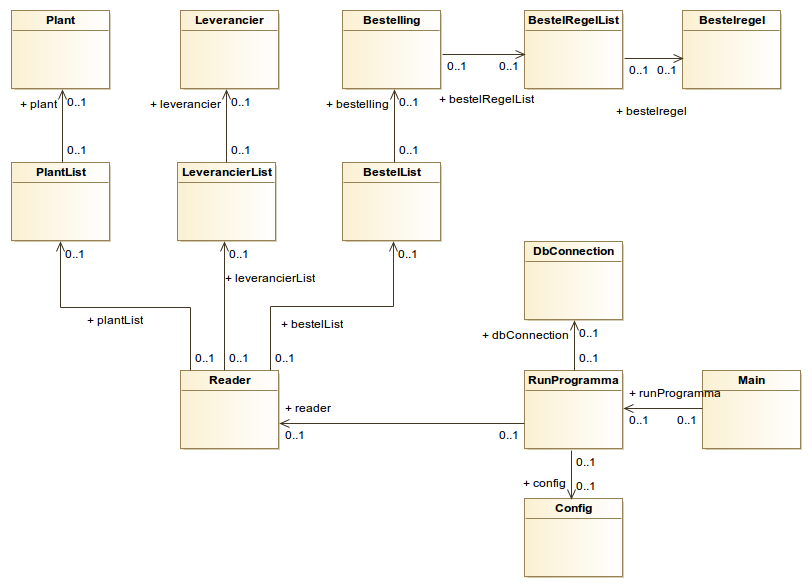 Plant
Leverancier
Bestelling
BestelRegelList
Bestelregel
0..1
0..1
0..1
0..1
+ plant
0..1
+ leverancier
0..1
+ bestelling
0..1
+ bestelRegelList
+ bestelregel
0..1
0..1
0..1
PlantList
LeverancierList
BestelList
0..1
0..1
0..1
DbConnection
+ leverancierList
+ plantList
+ bestelList
+ dbConnection
0..1
0..1
0..1
0..1
0..1
Reader
RunProgramma
Main
+ runProgramma
+ reader
0..1
0..1
0..1
0..1
0..1
+ config
0..1
Config